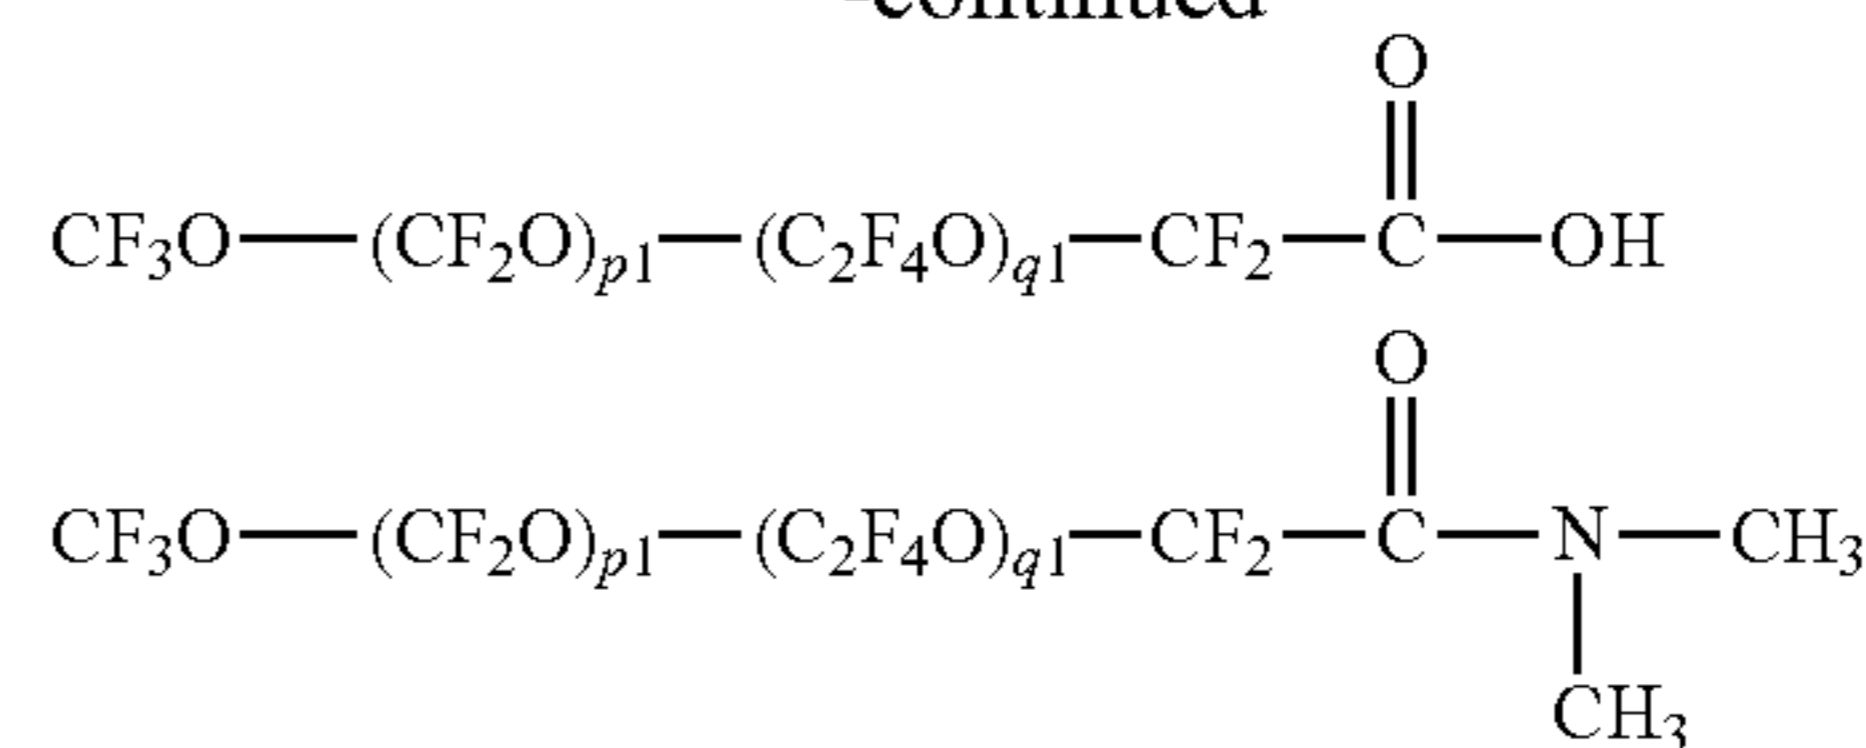 -continued
O
CF₃O—(CF₂O)p1—(C₂F₄O)q1—CF₂—C—OH
O
CF₃O—(CF₂O)p1—(C₂F₄O)q1—CF₂—C—N—CH₃
CH₃